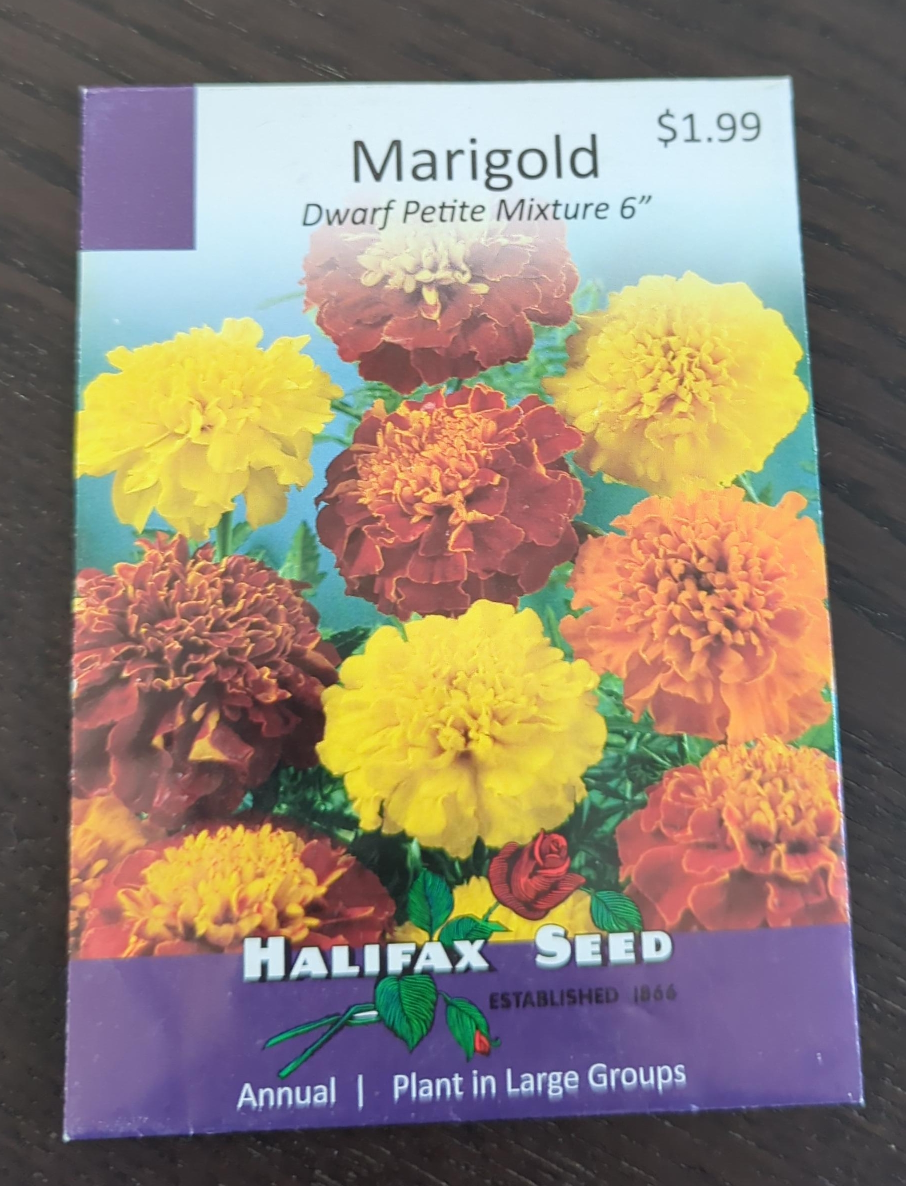 $1.99
Marigold
Dwarf Petite Mixture 6”
HALIFAX SEED
ESTABLISHED 1866
Annual | Plant in Large Groups